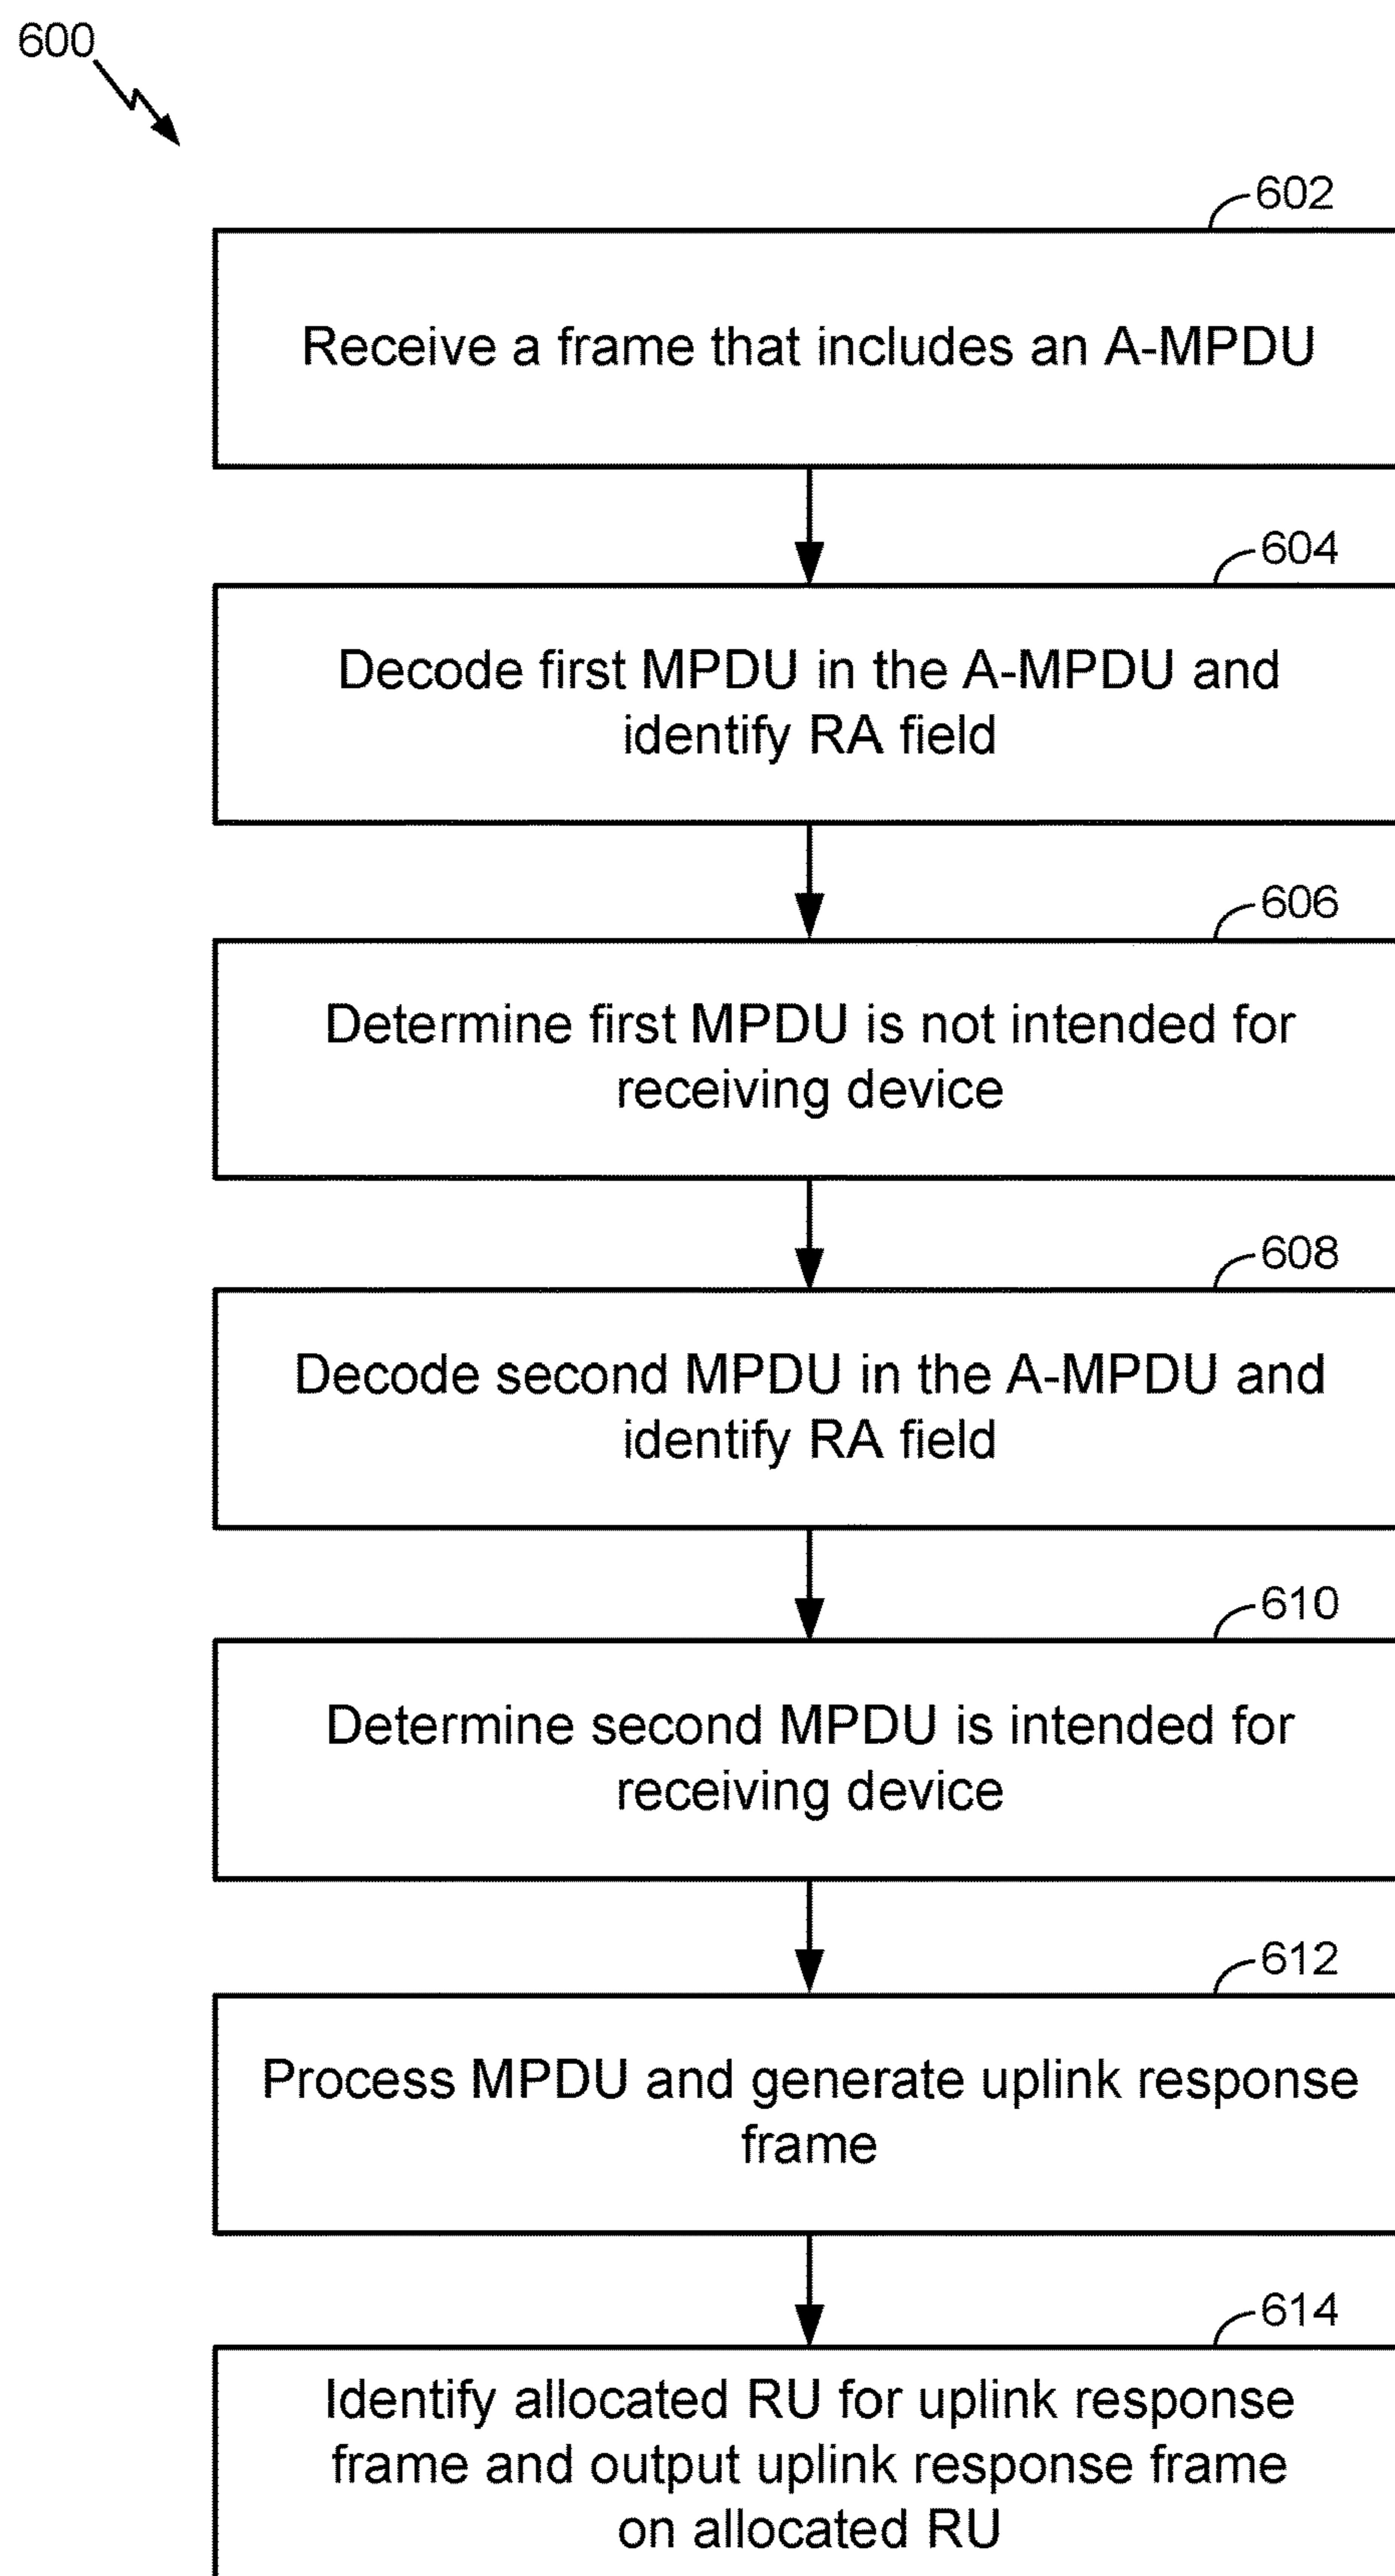 600
602
Receive a frame that includes an A-MPDU
604
Decode first MPDU in the A-MPDU and
identify RA field
606
Determine first MPDU is not intended for
receiving device
608
Decode second MPDU in the A-MPDU and
identify RA field
610
Determine second MPDU is intended for
receiving device
612
Process MPDU and generate uplink response
frame
614
Identify allocated RU for uplink response
frame and output uplink response frame
on allocated RU